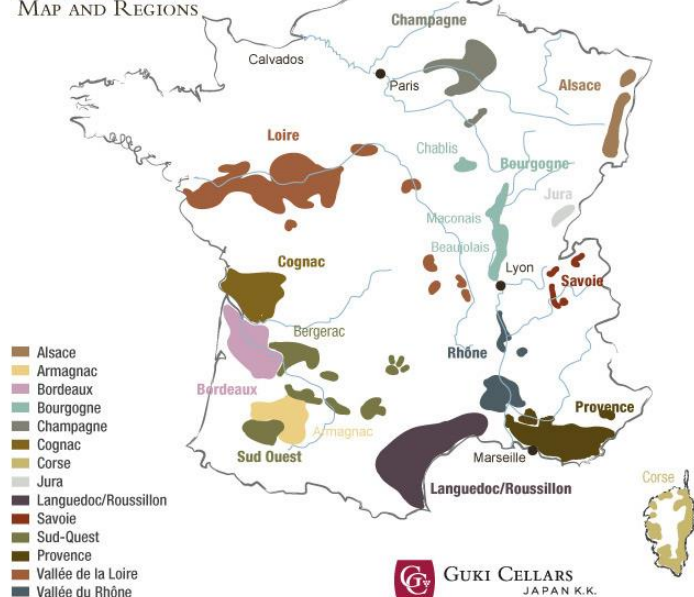 MAP AND REGIONS
Champagne
Calvados
Paris
Alsace
Loire
Chablis
Bourgogne
Jura
Maconais
Beaujolais
Cognac
Lyon
Savoie
Bergerac
Rhône
Bordeaux
Armagnac
Provence
Sud Ouest
Marseille
Languedoc/Roussillon
Corse
Alsace
Armagnac
Bordeaux
Bourgogne
Champagne
Cognac
Corse
Jura
Languedoc/Roussillon
Savoie
Sud-Quest
Provence
Vallée de la Loire
Vallée du Rhône
GC
GUKI CELLARS
JAPAN K.K.